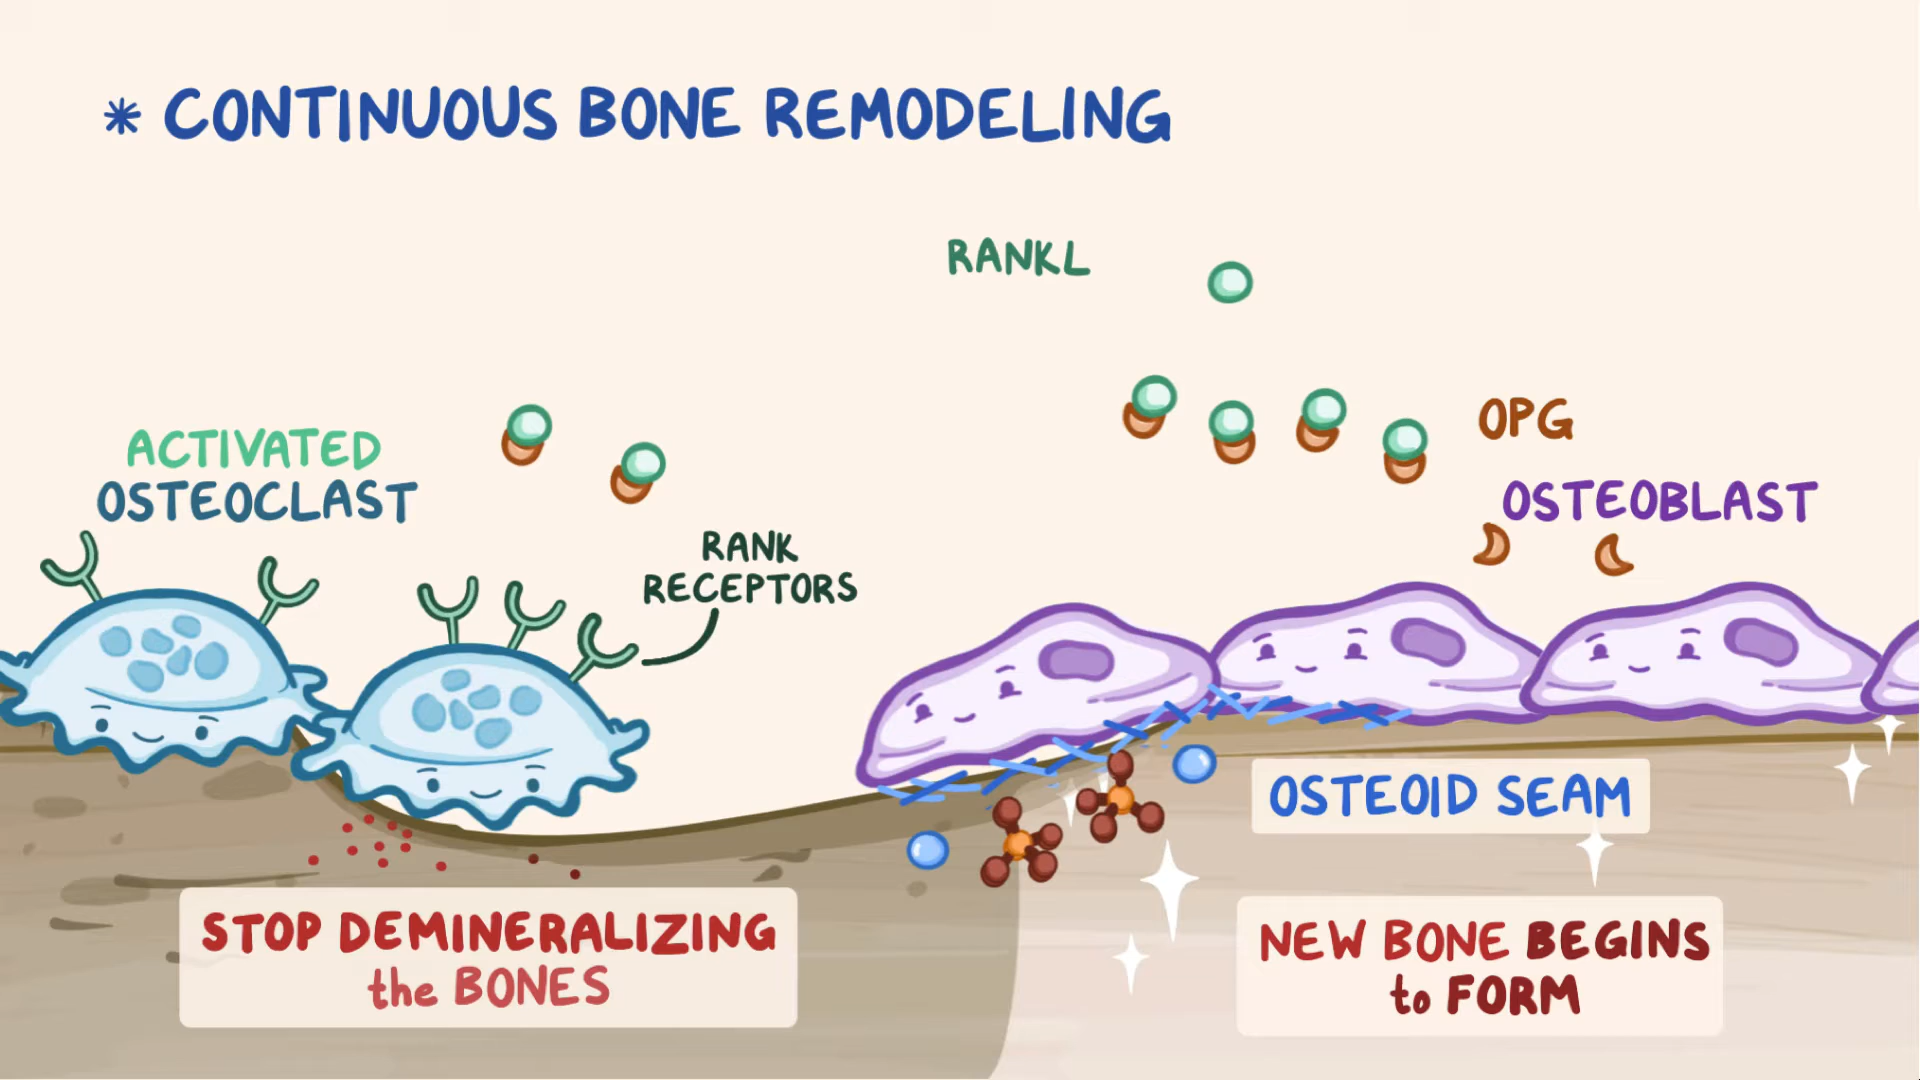 * CONTINUOUS BONE REMODELING
RANKL
OPG
ACTIVATED
OSTEOCLAST
OSTEOBLAST
RANK
RECEPTORS
OSTEOID SEAM
STOP DEMINERALIZING
the BONES
NEW BONE BEGINS
to FORM